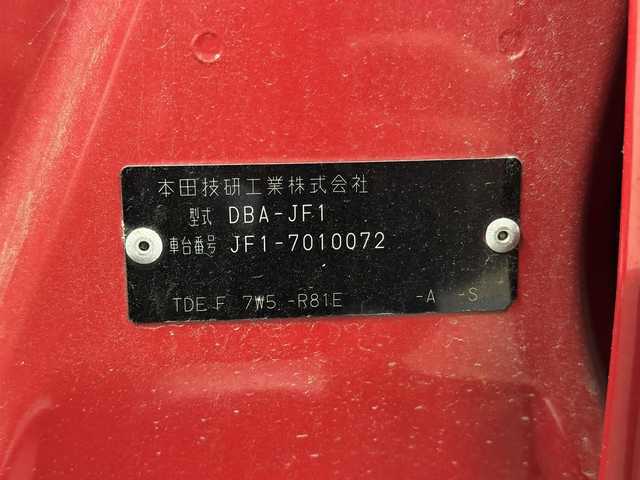 本田技研工業株式会社
型式 DBA-JF1
車台番号 JF1-7010072
TDE F 7W5 -R81E -A -S